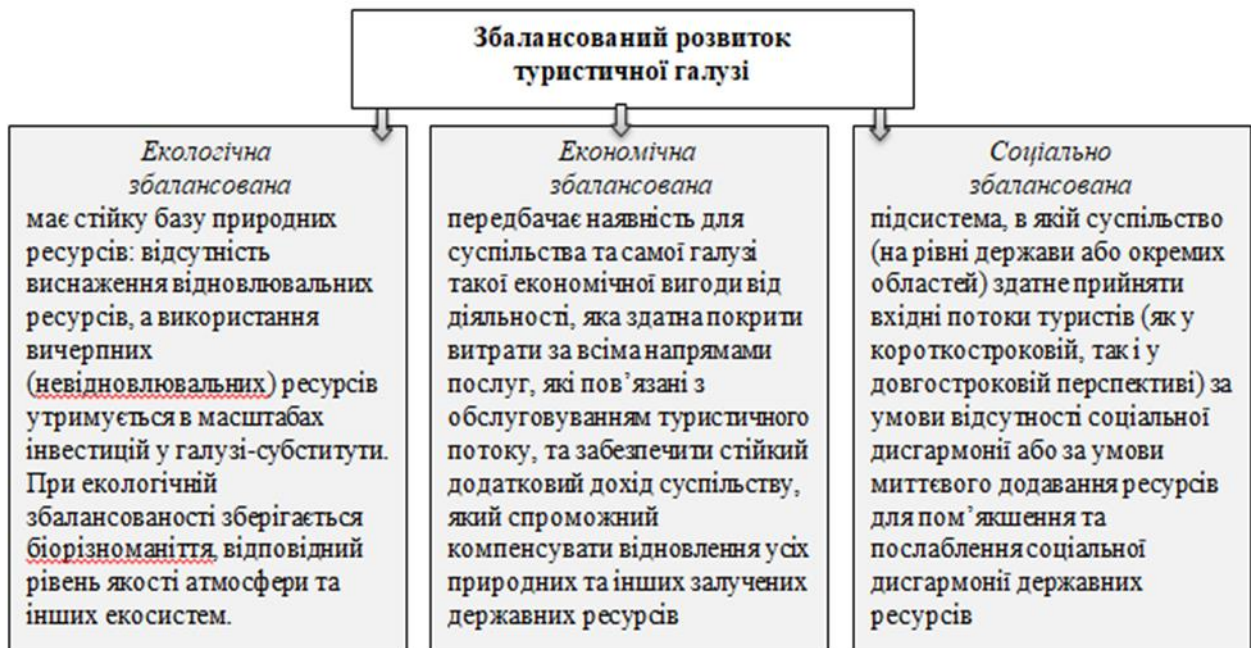 Збалансований розвиток
туристичної галузі
Екологічна
збалансована
має стійку базу природних
ресурсів: відсутність
виснаження відновлювальних
ресурсів, а використання
вичерпних
(невідновлювальних) ресурсів
утримується в масштабах
інвестицій у галузі-субститути.
При екологічній
збалансованості зберігається
біорізноманіття, відповідний
рівень якості атмосфери та
інших екосистем.
Економічна
збалансована
передбачає наявність для
суспільства та самої галузі
такої економічної вигоди від
діяльності, яка здатна покрити
витрати за всіма напрямами
послуг, які пов’язані з
обслуговуванням туристичного
потоку, та забезпечити стійкий
додатковий дохід суспільству,
який спроможний
компенсувати відновлення усіх
природних та інших залучених
державних ресурсів
Соціально
збалансована
підсистема, в якій суспільство
(на рівні держави або окремих
областей) здатне прийняти
вхідні потоки туристів (як у
короткостроковій, так і у
довгостроковій перспективі) за
умови відсутності соціальної
дисгармонії або за умови
миттєвого додавання ресурсів
для пом’якшення та
послаблення соціальної
дисгармонії державних
ресурсів